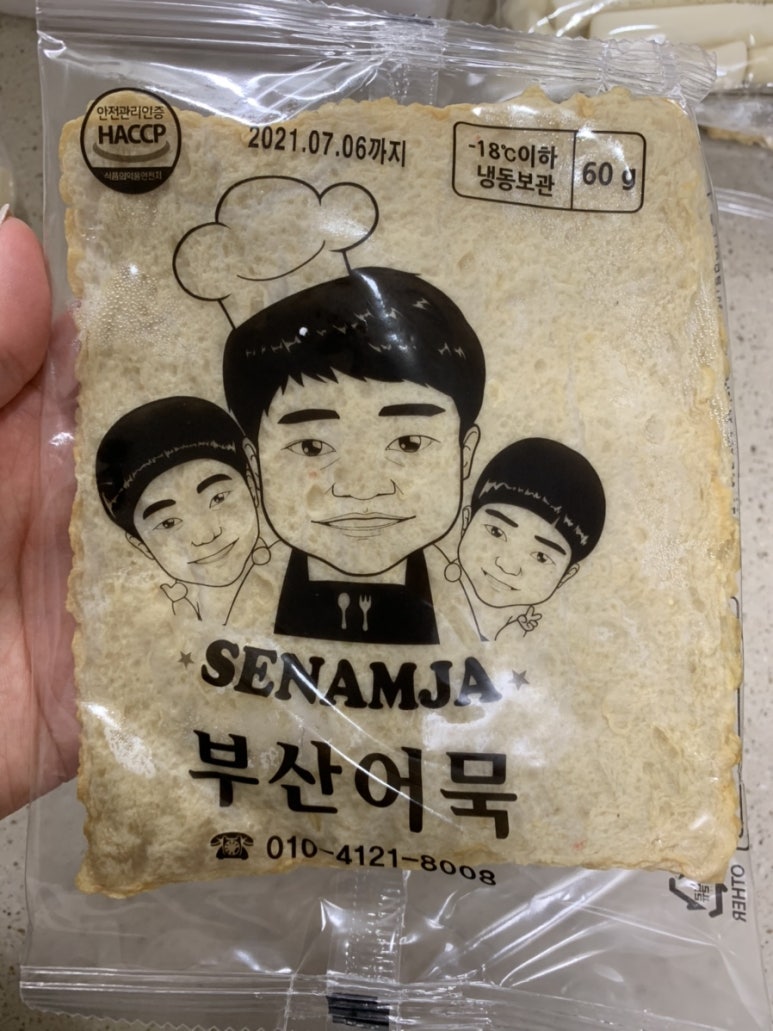 안전관리인증
HACCP
식품의약품안전처
2021.07.06까지
-18℃이하
냉동보관
60 g
SENAMJA
부산어묵
010-4121-8008
OTHER